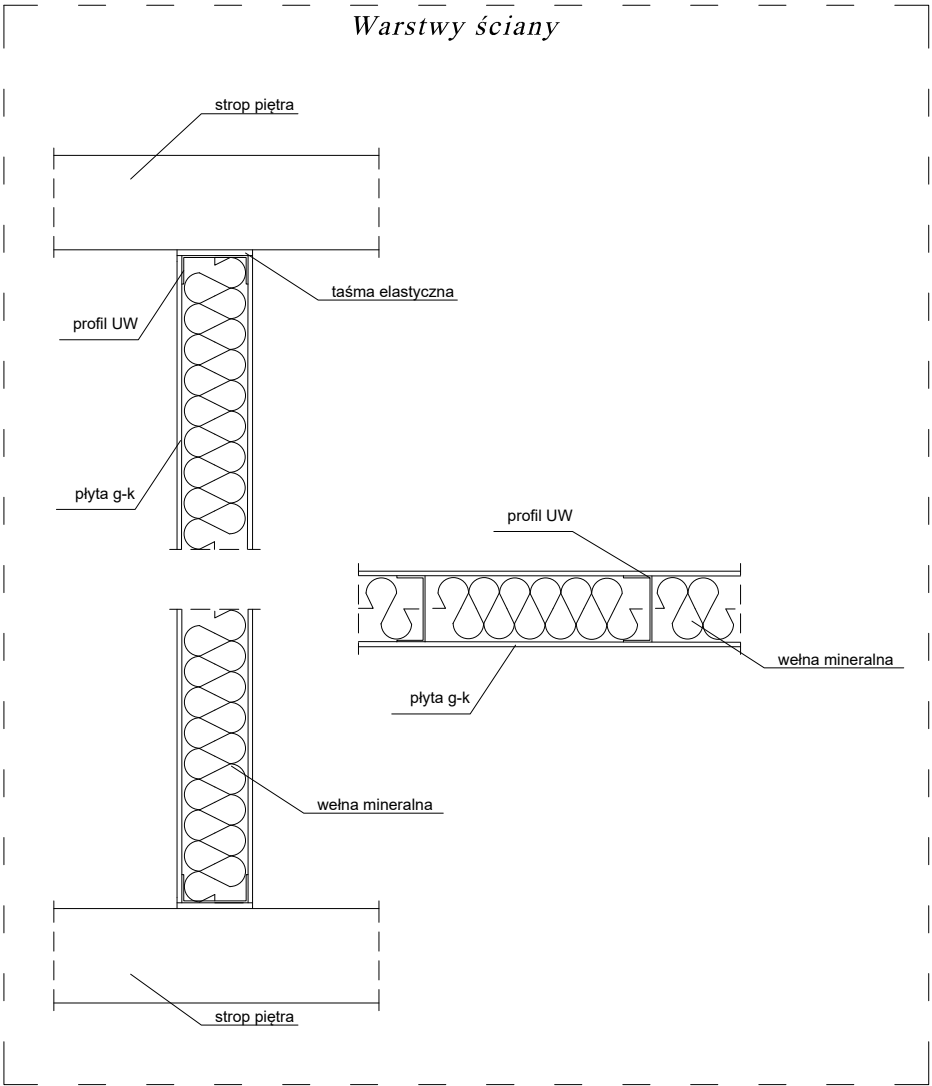 Warstwy ściany
strop piętra
taśma elastyczna
profil UW
płyta g-k
profil UW
wełna mineralna
płyta g-k
wełna mineralna
strop piętra